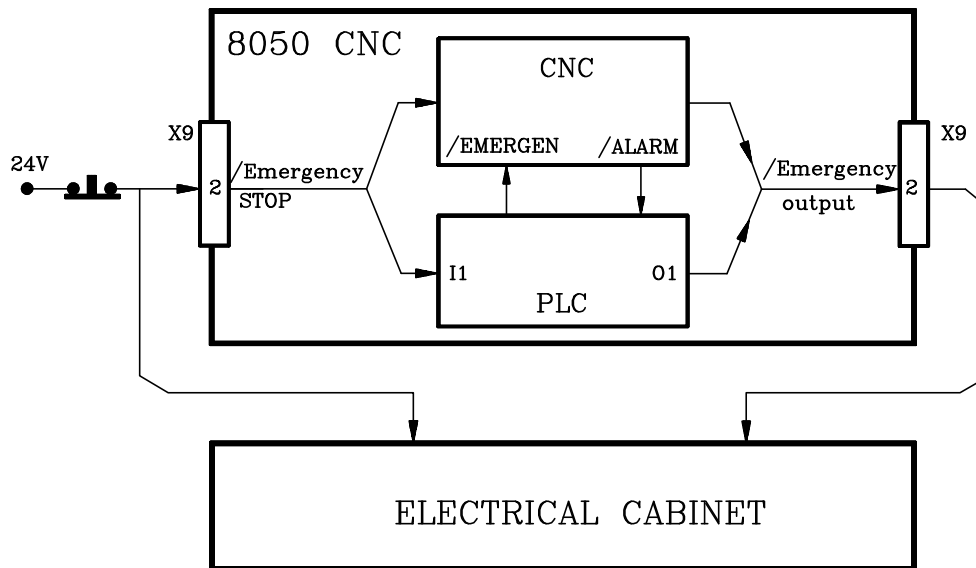 8050 CNC
CNC
X9
X9
/EMERGEN
/ALARM
24V
2
/Emergency
STOP
/Emergency
output
2
I1
O1
PLC
ELECTRICAL CABINET